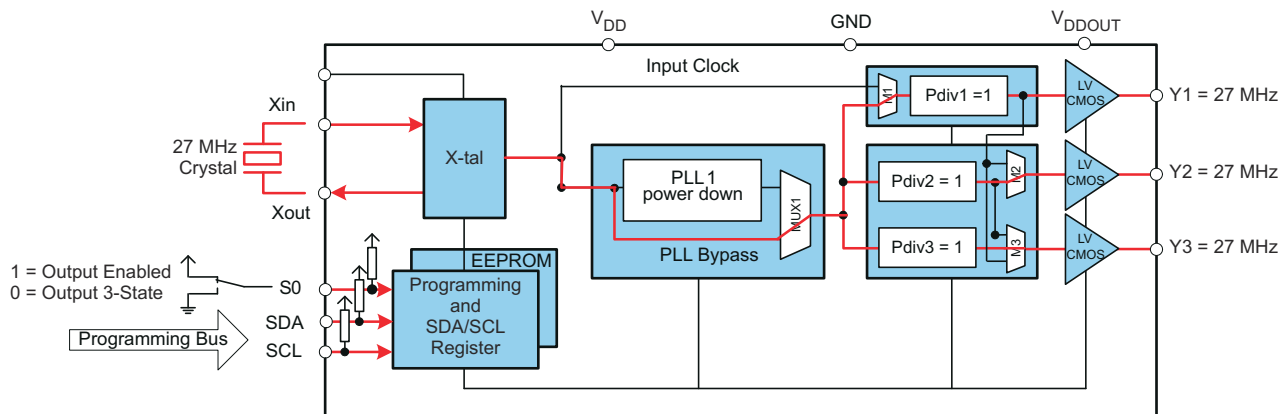 VDD
GND
VDDOUT
Input Clock
Xin
27 MHz
Crystal
Xout
X-tal
M1
Pdiv1 =1
LV
CMOS
Y1 = 27 MHz
PLL 1
power down
MUX1
PLL Bypass
Pdiv2 = 1
M2
LV
CMOS
Y2 = 27 MHz
Pdiv3 = 1
M3
LV
CMOS
Y3 = 27 MHz
1 = Output Enabled
0 = Output 3-State
S0
SDA
SCL
Programming Bus
EEPROM
Programming
and
SDA/SCL
Register